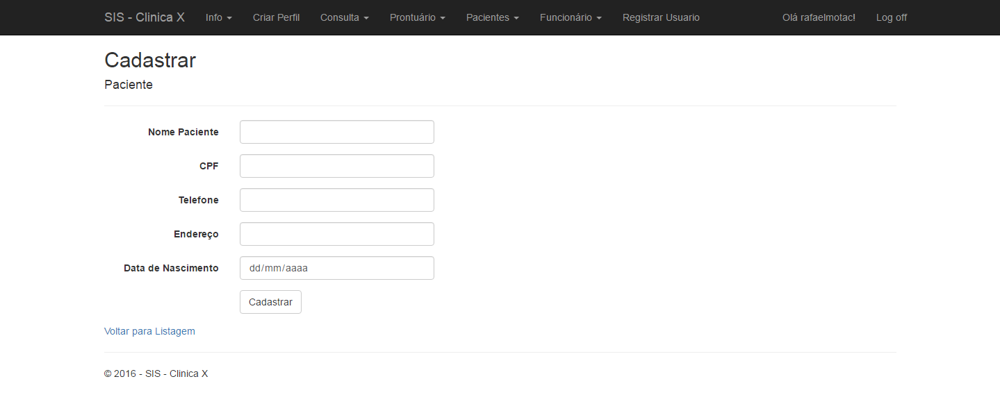 SIS - Clinica X Info Criar Perfil Consulta Prontuário Pacientes Funcionário Registrar Usuario Olá rafaelmotac! Log off
Cadastrar
Paciente
Nome Paciente
CPF
Telefone
Endereço
Data de Nascimento dd/mm/aaaa
Cadastrar
Voltar para Listagem
© 2016 - SIS - Clinica X